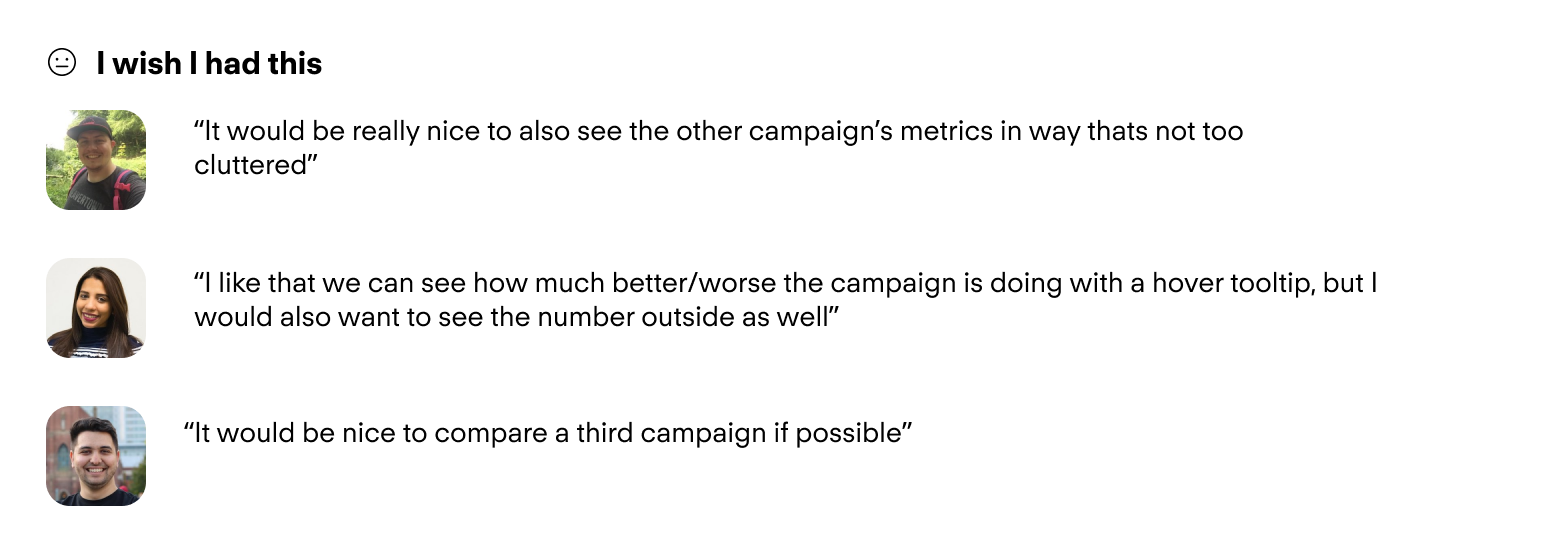 I wish I had this
“It would be really nice to also see the other campaign’s metrics in way thats not too
cluttered”
“I like that we can see how much better/worse the campaign is doing with a hover tooltip, but I
would also want to see the number outside as well”
“It would be nice to compare a third campaign if possible”